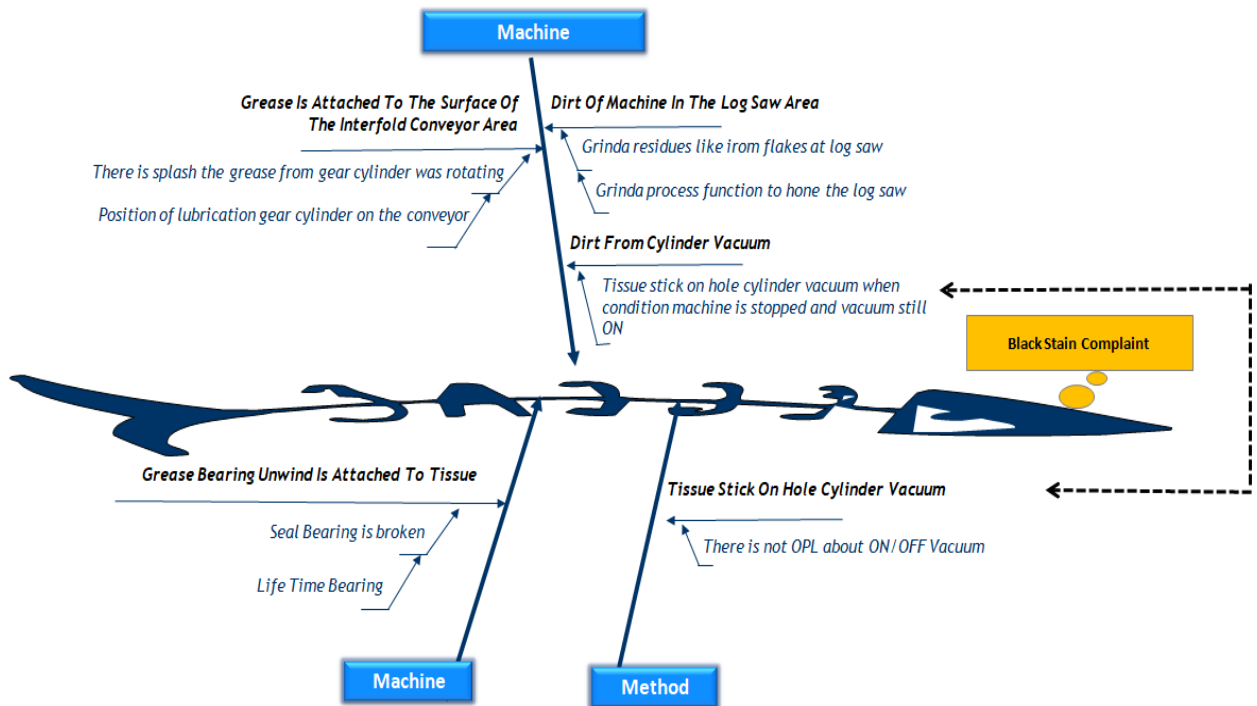 Machine
Grease Is Attached To The Surface Of
The Interfold Conveyor Area
There is splash the grease from gear cylinder was rotating
Position of lubrication gear cylinder on the conveyor
Dirt Of Machine In The Log Saw Area
Grinda residues like irom flakes at log saw
Grinda process function to hone the log saw
Dirt From Cylinder Vacuum
Tissue stick on hole cylinder vacuum when
condition machine is stopped and vacuum still
ON
Black Stain Complaint
Grease Bearing Unwind Is Attached To Tissue
Seal Bearing is broken
Life Time Bearing
Tissue Stick On Hole Cylinder Vacuum
There is not OPL about ON/OFF Vacuum
Machine
Method